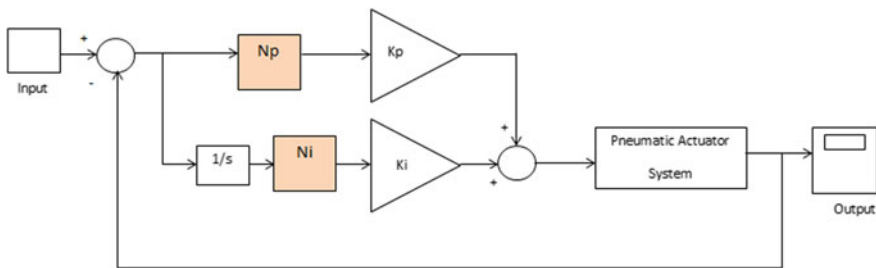 +
-
Input
Np
Kp
1/s
Ni
Ki
+
+
Pneumatic Actuator
System
Output